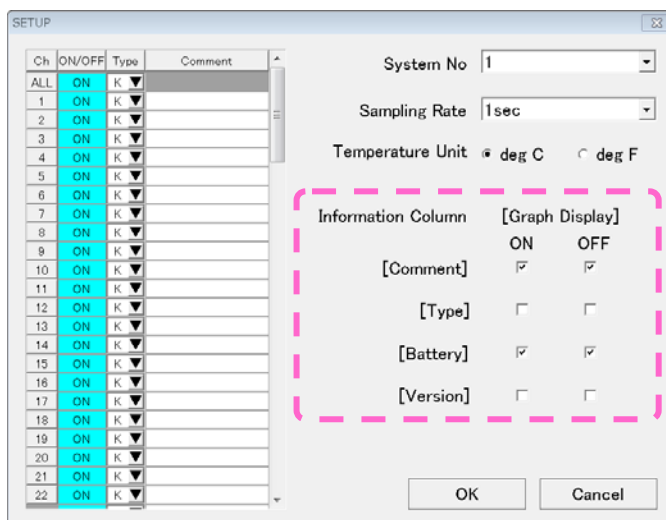 SETUP
Ch ON/OFF Type Comment
ALL ON K
1 ON K
2 ON K
3 ON K
4 ON K
5 ON K
6 ON K
7 ON K
8 ON K
9 ON K
10 ON K
11 ON K
12 ON K
13 ON K
14 ON K
15 ON K
16 ON K
17 ON K
18 ON K
19 ON K
20 ON K
21 ON K
22 ON K
System No 1
Sampling Rate 1sec
Temperature Unit deg C deg F
Information Column [Graph Display]
ON OFF
[Comment]
[Type]
[Battery]
[Version]
OK Cancel